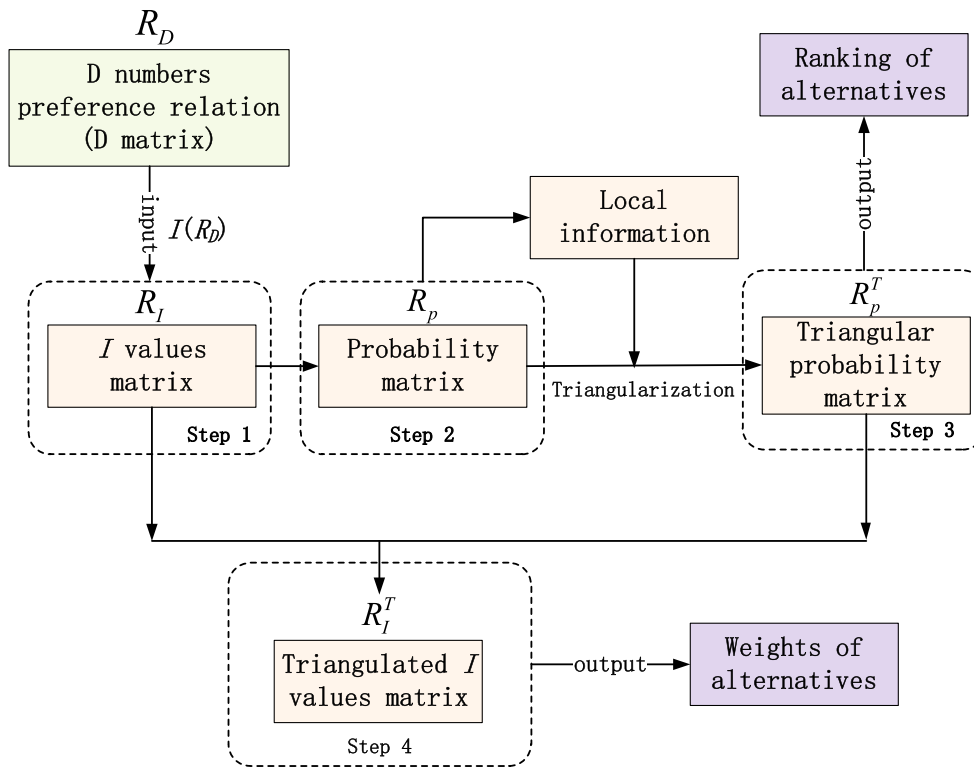 R_D
D numbers
preference relation
(D matrix)
input
I(R_D)
Ranking of
alternatives
output
Local
information
R_I
I values
matrix
Step 1
R_p
Probability
matrix
Step 2
Triangularization
R_p^T
Triangular
probability
matrix
Step 3
R_I^T
Triangulated I
values matrix
Step 4
output
Weights of
alternatives